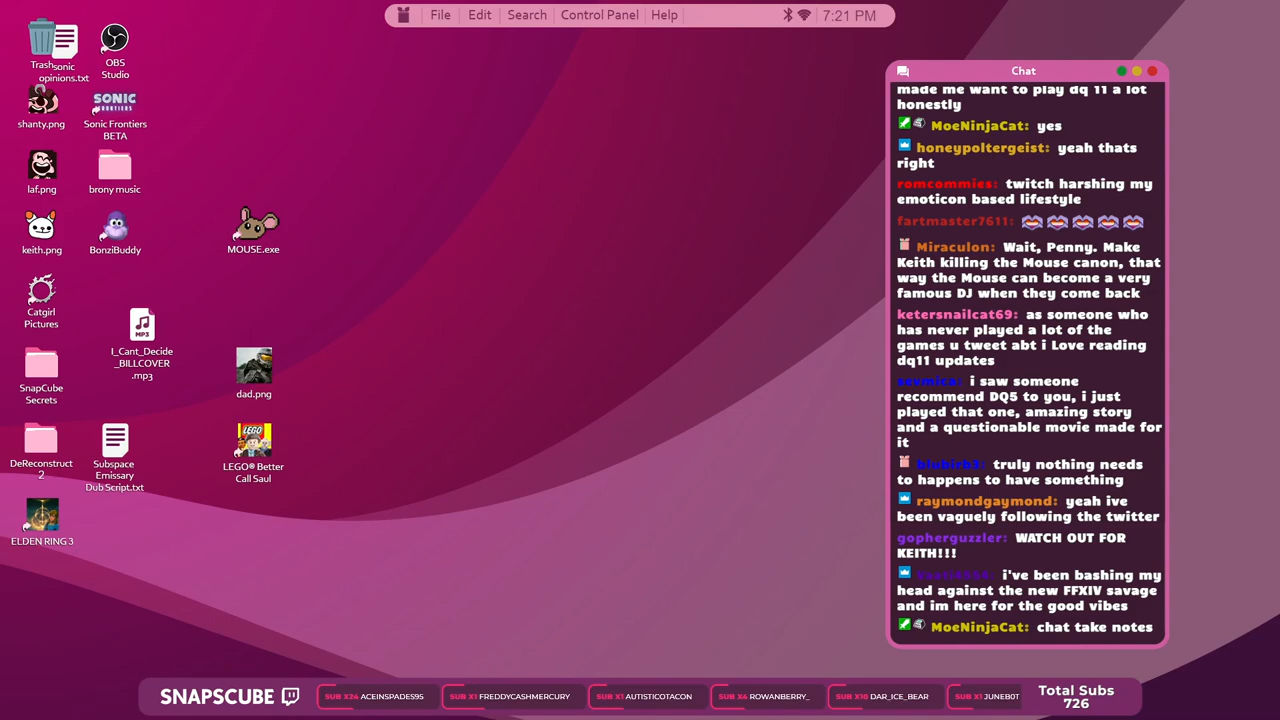 File Edit Search Control Panel Help 7:21 PM
Trash
sonic opinions.txt
OBS
Studio
shanty.png
SONIC
FRONTIERS
Sonic Frontiers
BETA
laf.png
brony music
keith.png
BonziBuddy
MOUSE.exe
Catgirl
Pictures
MP3
I_Cant_Decide
_BILLCOVER
.mp3
SnapCube
Secrets
dad.png
DeReconstruct
2
Subspace
Emissary
Dub Script.txt
LEGO
LEGO® Better
Call Saul
ELDEN RING 3
Chat
made me want to play dq 11 a lot
honestly
MoeNinjaCat: yes
honeypoltergeist: yeah thats
right
romcommies: twitch harshing my
emoticon based lifestyle
fartmaster7611:
Miraculon: Wait, Penny. Make
Keith killing the Mouse canon, that
way the Mouse can become a very
famous DJ when they come back
ketersnailcat69: as someone who
has never played a lot of the
games u tweet abt i Love reading
dq11 updates
sevmica: i saw someone
recommend DQ5 to you, i just
played that one, amazing story
and a questionable movie made for
it
truly nothing needs
to happens to have something
raymondgaymond: yeah ive
been vaguely following the twitter
gopherguzzler: WATCH OUT FOR
KEITH!!!
i've been bashing my
head against the new FFXIV savage
and im here for the good vibes
MoeNinjaCat: chat take notes
SNAPSCUBE
SUB X24 ACEINSPADES95
SUB X1 FREDDYCASHMERCURY
SUB X1 AUTISTICOTACON
SUB X4 ROWANBERRY_
SUB X10 DAR_ICE_BEAR
SUB X1 JUNEBOT
Total Subs
726